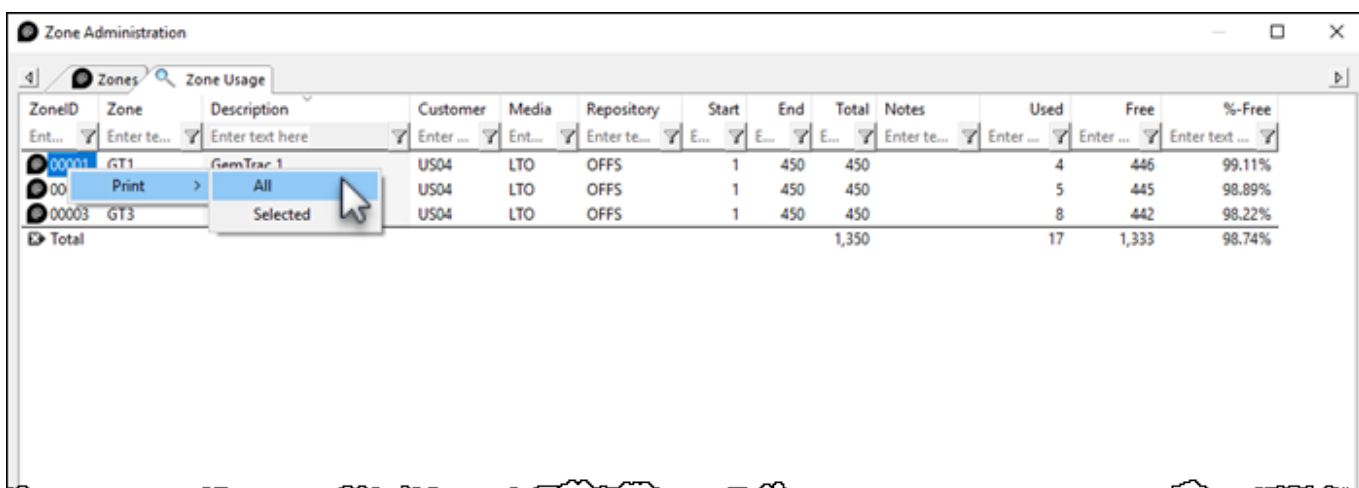 Zone Administration
Zones Zone Usage
ZoneID Zone Description Customer Media Repository Start End Total Notes Used Free %-Free
Ent... Enter te... Enter text here Enter ... Ent... Enter te... E... E... E... Enter te... Enter ... Enter ... Enter text ...
00001 GT1 GemTrac 1 US04 LTO OFFS 1 450 450 4 446 99.11%
00 Print > All US04 LTO OFFS 1 450 450 5 445 98.89%
00003 GT3 Selected US04 LTO OFFS 1 450 450 8 442 98.22%
Total 1,350 17 1,333 98.74%